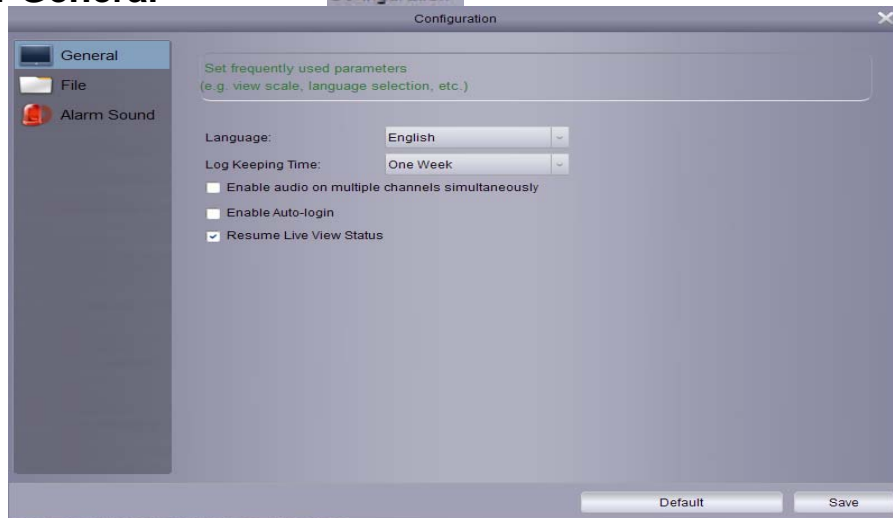 General
Configuration
General
File
Alarm Sound
Set frequently used parameters
(e.g. view scale, language selection, etc.)
Language: English
Log Keeping Time: One Week
Enable audio on multiple channels simultaneously
Enable Auto-login
Resume Live View Status
Default
Save